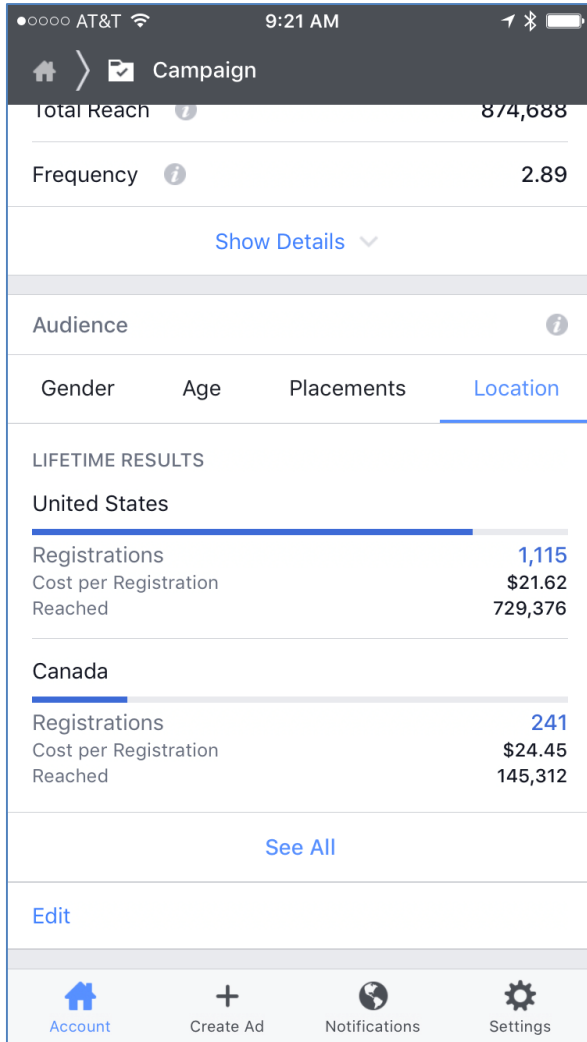 AT&T 9:21 AM
Campaign
Total Reach 874,688
Frequency 2.89
Show Details
Audience
Gender Age Placements Location
LIFETIME RESULTS
United States
Registrations 1,115
Cost per Registration $21.62
Reached 729,376
Canada
Registrations 241
Cost per Registration $24.45
Reached 145,312
See All
Edit
Account Create Ad Notifications Settings